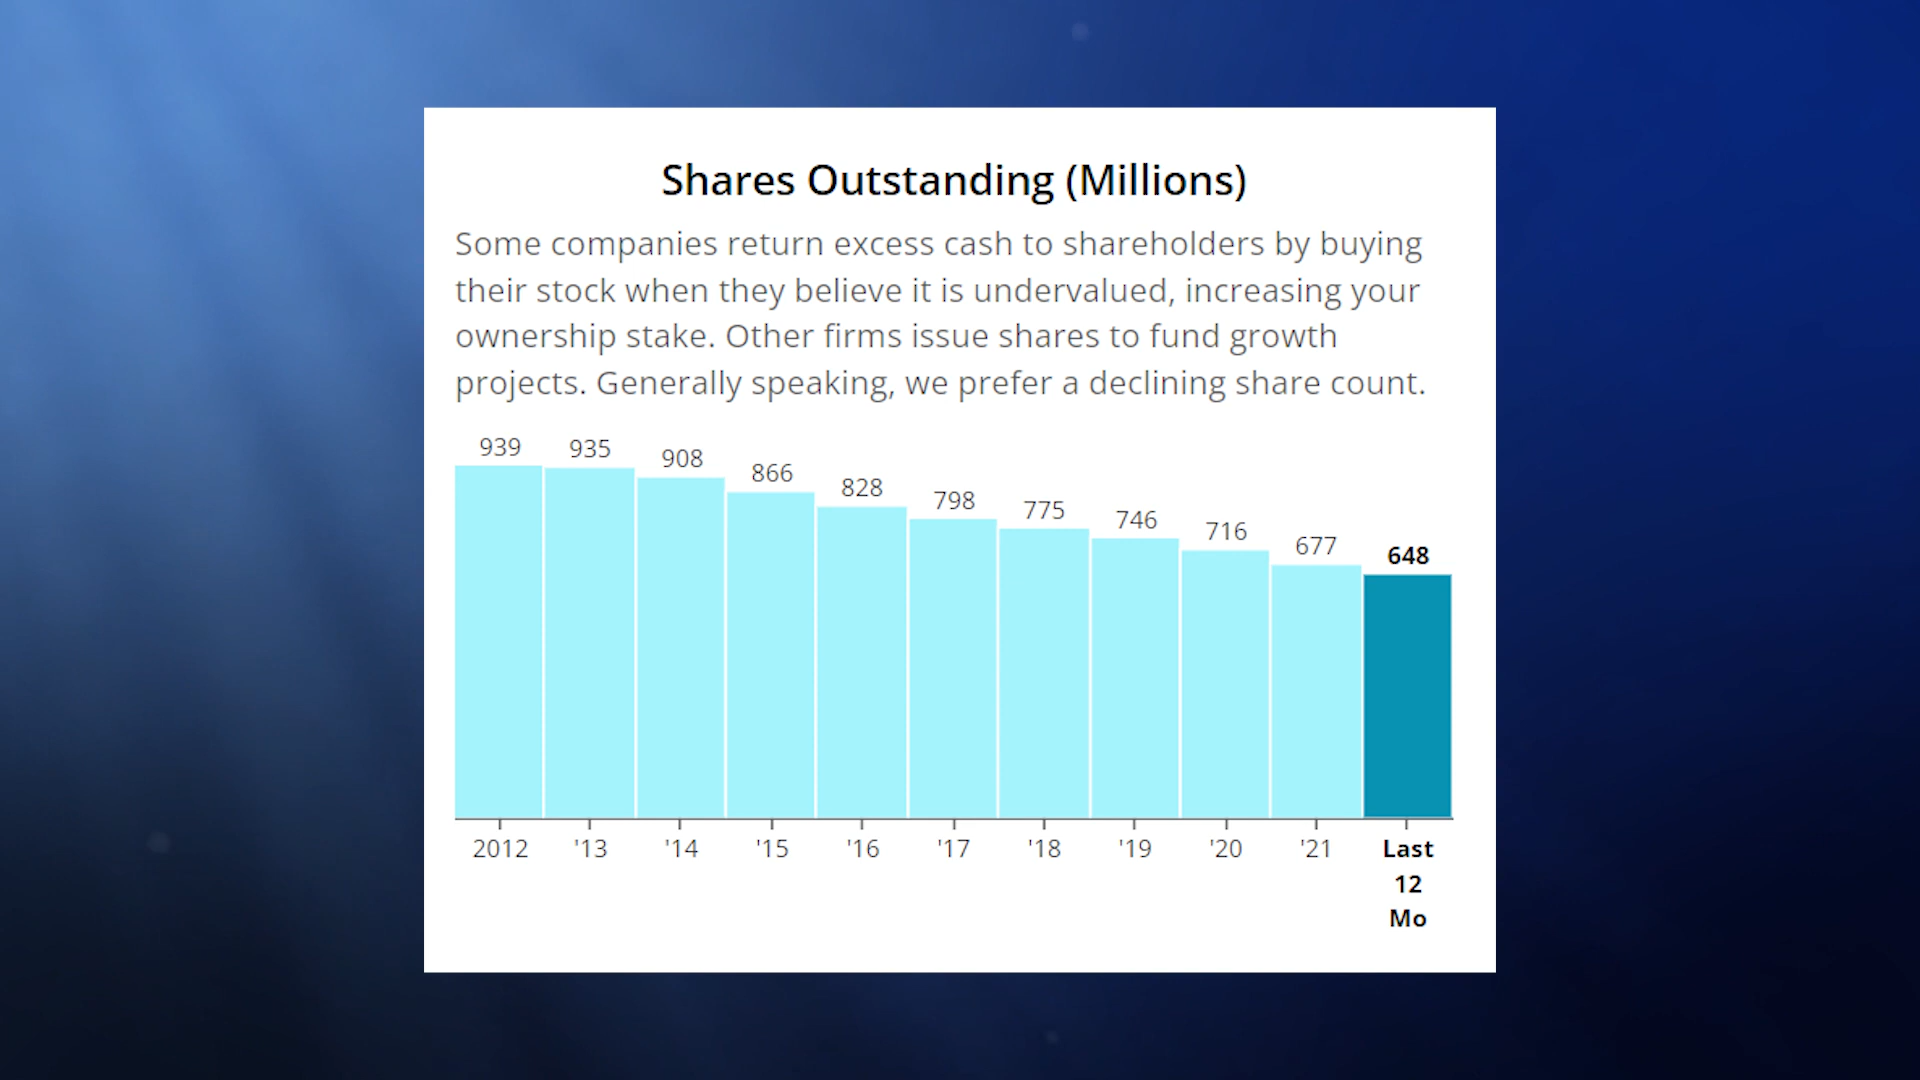 Shares Outstanding (Millions)
Some companies return excess cash to shareholders by buying
their stock when they believe it is undervalued, increasing your
ownership stake. Other firms issue shares to fund growth
projects. Generally speaking, we prefer a declining share count.
939 935 908 866 828 798 775 746 716 677 648
2012 '13 '14 '15 '16 '17 '18 '19 '20 '21 Last
12
Mo